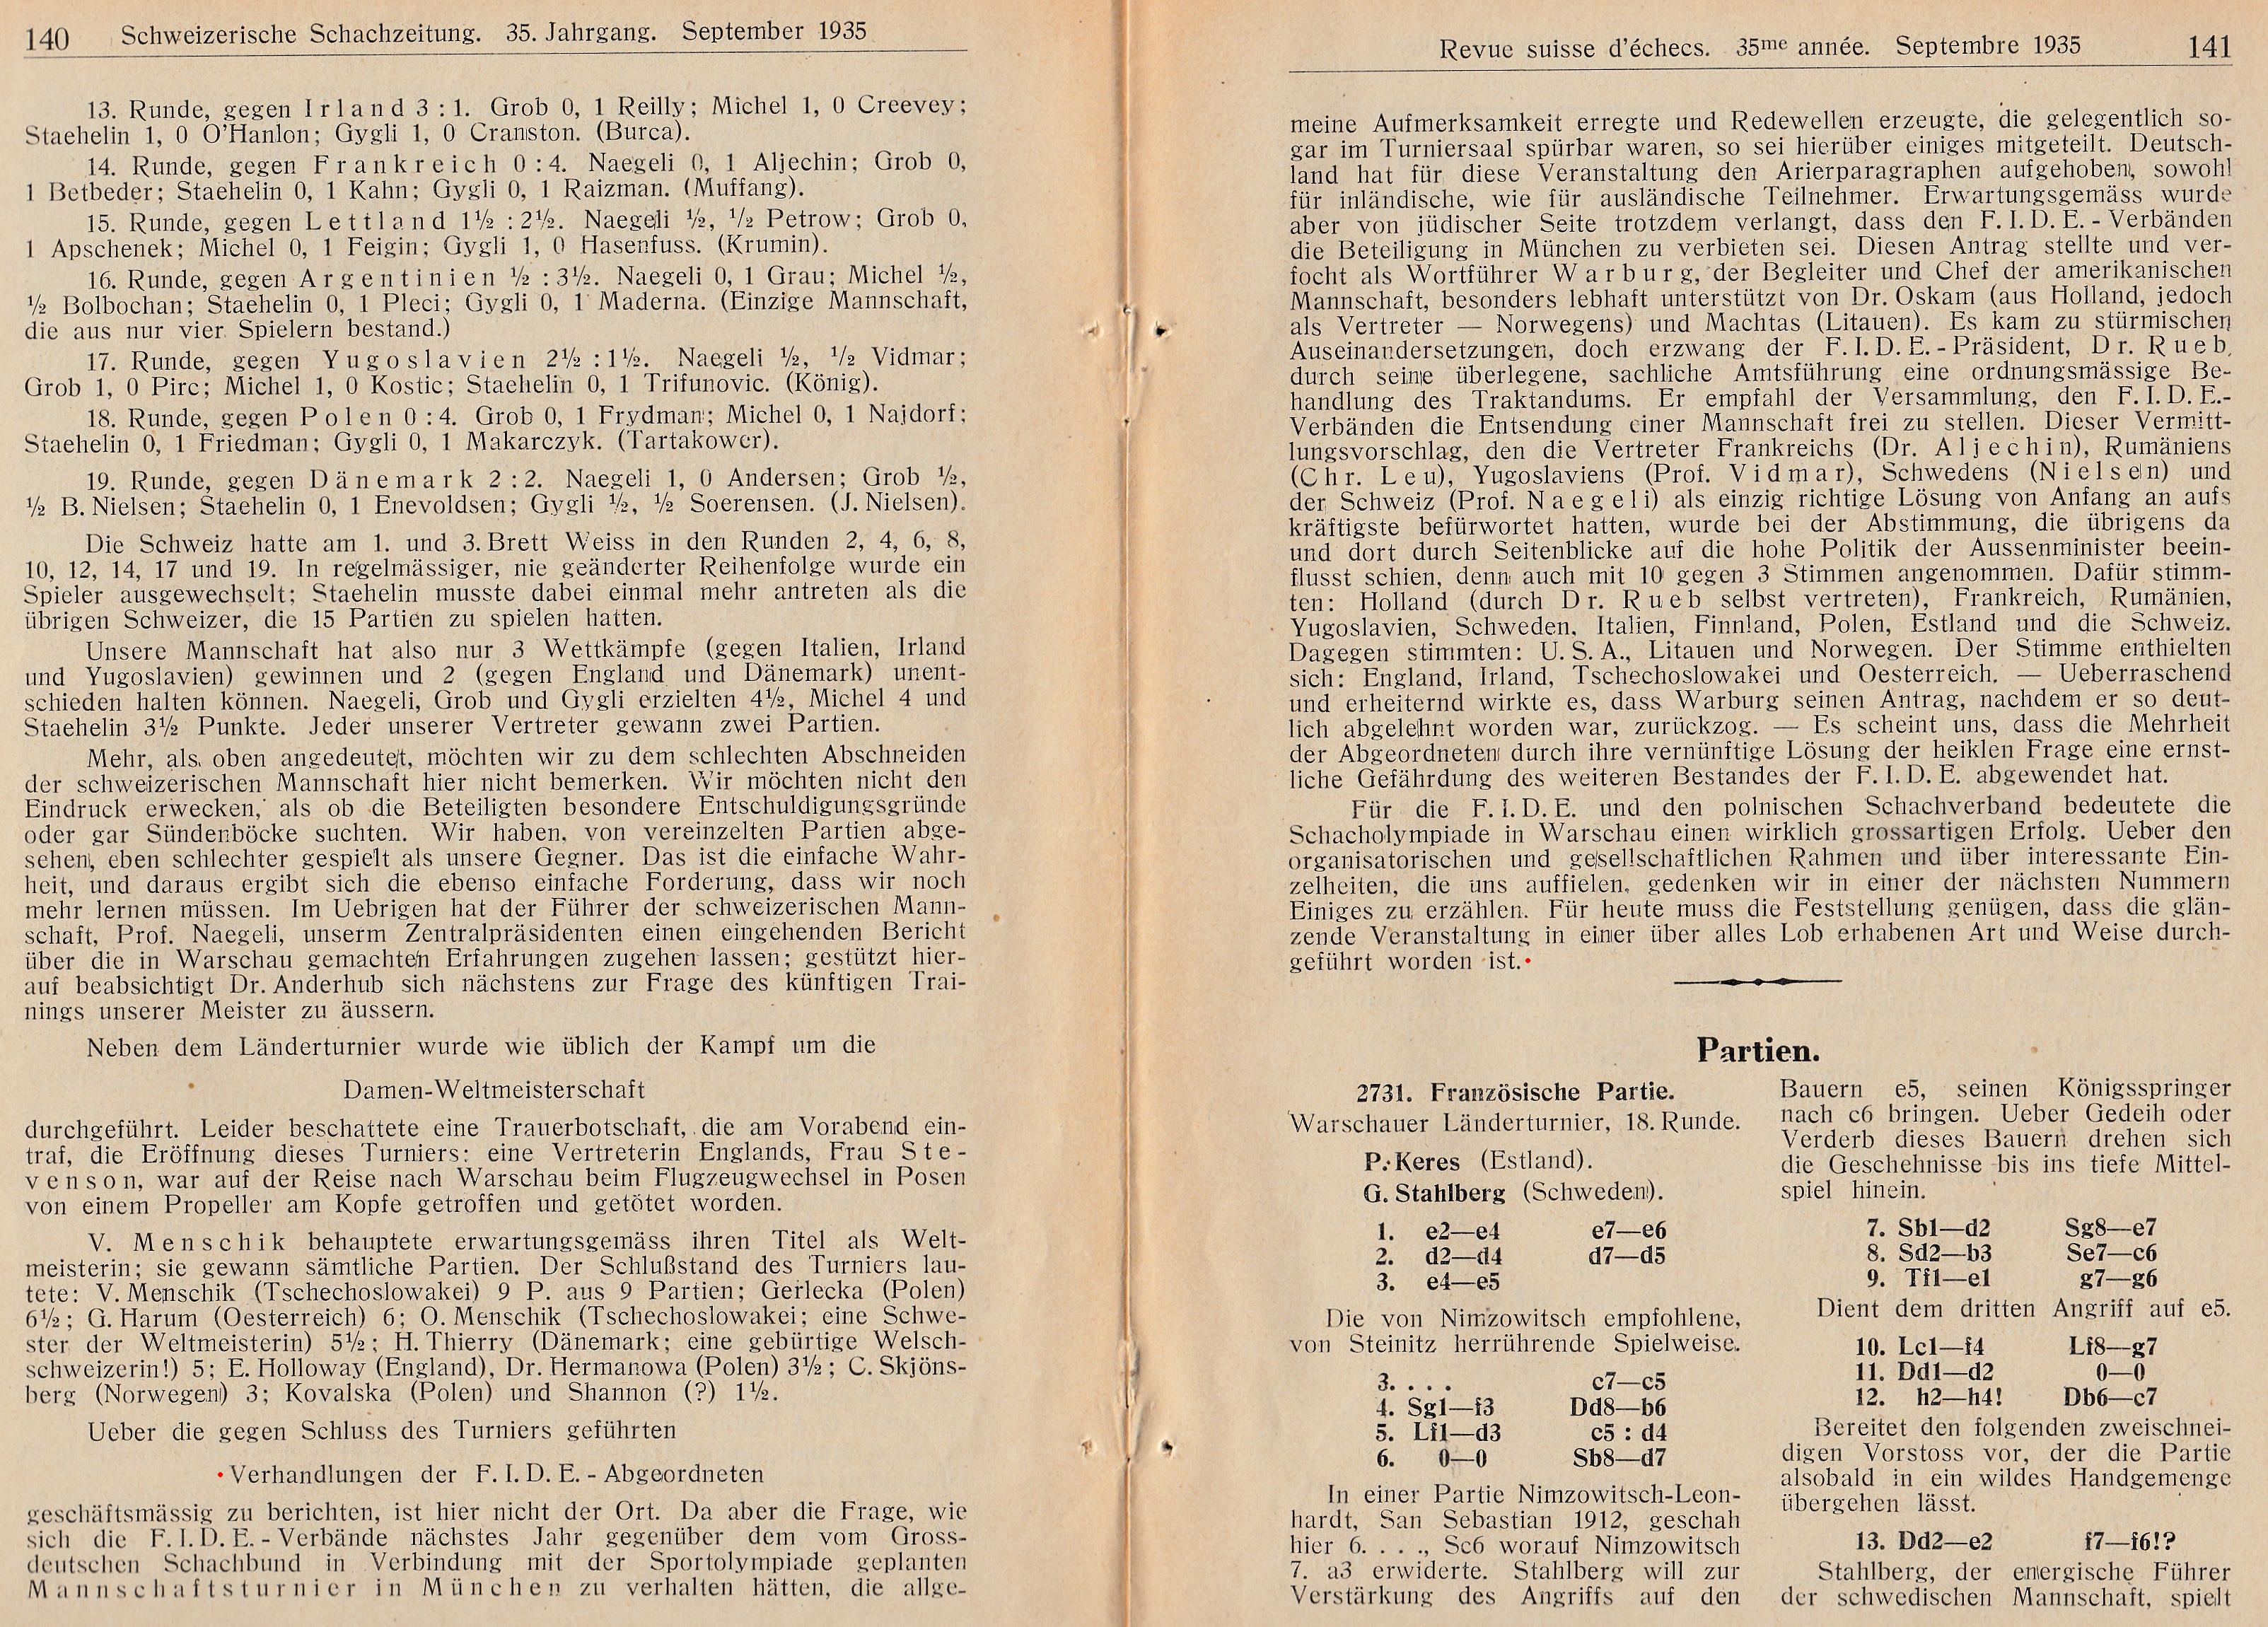 140 Schweizerische Schachzeitung. 35. Jahrgang. September 1935
13. Runde, gegen Irland 3 : 1. Grob 0, 1 Reilly; Michel 1, 0 Creevey;
Staehelin 1, 0 O'Hanlon; Gygli 1, 0 Cranston. (Burca).
14. Runde, gegen Frankreich 0 : 4. Naegeli 0, 1 Aljechin; Grob 0,
1 Betbeder; Staehelin 0, 1 Kahn; Gygli 0, 1 Raizman. (Muffang).
15. Runde, gegen Lettland 1½ : 2½. Naegeli ½, ½ Petrow; Grob 0,
1 Apschenek; Michel 0, 1 Feigin; Gygli 1, 0 Hasenfuss. (Krumin).
16. Runde, gegen Argentinien ½ : 3½. Naegeli 0, 1 Grau; Michel ½,
½ Bolbochan; Staehelin 0, 1 Pleci; Gygli 0, 1 Maderna. (Einzige Mannschaft,
die aus nur vier Spielern bestand.)
17. Runde, gegen Yugoslavien 2½ : 1½. Naegeli ½, ½ Vidmar;
Grob 1, 0 Pirc; Michel 1, 0 Kostic; Staehelin 0, 1 Trifunovic. (König).
18. Runde, gegen Polen 0 : 4. Grob 0, 1 Frydman; Michel 0, 1 Najdorf;
Staehelin 0, 1 Friedman; Gygli 0, 1 Makarczyk. (Tartakower).
19. Runde, gegen Dänemark 2 : 2. Naegeli 1, 0 Andersen; Grob ½,
½ B. Nielsen; Staehelin 0, 1 Enevoldsen; Gygli ½, ½ Soerensen. (J. Nielsen).
Die Schweiz hatte am 1. und 3. Brett Weiss in den Runden 2, 4, 6, 8,
10, 12, 14, 17 und 19. In regelmässiger, nie geänderter Reihenfolge wurde ein
Spieler ausgewechselt; Staehelin musste dabei einmal mehr antreten als die
übrigen Schweizer, die 15 Partien zu spielen hatten.
Unsere Mannschaft hat also nur 3 Wettkämpfe (gegen Italien, Irland
und Yugoslavien) gewinnen und 2 (gegen England und Dänemark) unent-
schieden halten können. Naegeli, Grob und Gygli erzielten 4½, Michel 4 und
Staehelin 3½ Punkte. Jeder unserer Vertreter gewann zwei Partien.
Mehr, als oben angedeutet, möchten wir zu dem schlechten Abschneiden
der schweizerischen Mannschaft hier nicht bemerken. Wir möchten nicht den
Eindruck erwecken, als ob die Beteiligten besondere Entschuldigungsgründe
oder gar Sündenböcke suchten. Wir haben, von vereinzelten Partien abge-
sehen, eben schlechter gespielt als unsere Gegner. Das ist die einfache Wahr-
heit, und daraus ergibt sich die ebenso einfache Forderung, dass wir noch
mehr lernen müssen. Im Uebrigen hat der Führer der schweizerischen Mann-
schaft, Prof. Naegeli, unserm Zentralpräsidenten einen eingehenden Bericht
über die in Warschau gemachten Erfahrungen zugehen lassen; gestützt hier-
auf beabsichtigt Dr. Anderhub sich nächstens zur Frage des künftigen Trai-
nings unserer Meister zu äussern.
Neben dem Länderturnier wurde wie üblich der Kampf um die
Damen-Weltmeisterschaft
durchgeführt. Leider beschattete eine Trauerbotschaft, die am Vorabend ein-
traf, die Eröffnung dieses Turniers: eine Vertreterin Englands, Frau Ste-
venson, war auf der Reise nach Warschau beim Flugzeugwechsel in Posen
von einem Propeller am Kopfe getroffen und getötet worden.
V. Menschik behauptete erwartungsgemäss ihren Titel als Welt-
meisterin; sie gewann sämtliche Partien. Der Schlußstand des Turniers lau-
tete: V. Menschik (Tschechoslowakei) 9 P. aus 9 Partien; Gerlecka (Polen)
6½; G. Harum (Oesterreich) 6; O. Menschik (Tschechoslowakei; eine Schwe-
ster der Weltmeisterin) 5½; H. Thierry (Dänemark; eine gebürtige Welsch-
schweizerin!) 5; E. Holloway (England), Dr. Hermanowa (Polen) 3½; C. Skjöns-
berg (Norwegen) 3; Kovalska (Polen) und Shannon (?) 1½.
Ueber die gegen Schluss des Turniers geführten
Verhandlungen der F. I. D. E. - Abgeordneten
geschäftsmässig zu berichten, ist hier nicht der Ort. Da aber die Frage, wie
sich die F. I. D. E. - Verbände nächstes Jahr gegenüber dem vom Gross-
deutschen Schachbund in Verbindung mit der Sportolympiade geplanten
Mannschaftsturnier in München zu verhalten hätten, die allge-
Revue suisse d'échecs. 35me année. Septembre 1935 141
meine Aufmerksamkeit erregte und Redewellen erzeugte, die gelegentlich so-
gar im Turniersaal spürbar waren, so sei hierüber einiges mitgeteilt. Deutsch-
land hat für diese Veranstaltung den Arierparagraphen aufgehoben, sowohl
für inländische, wie für ausländische Teilnehmer. Erwartungsgemäss wurde
aber von jüdischer Seite trotzdem verlangt, dass den F. I. D. E. - Verbänden
die Beteiligung in München zu verbieten sei. Diesen Antrag stellte und ver-
focht als Wortführer Warburg, der Begleiter und Chef der amerikanischen
Mannschaft, besonders lebhaft unterstützt von Dr. Oskam (aus Holland, jedoch
als Vertreter — Norwegens) und Machtas (Litauen). Es kam zu stürmischen
Auseinandersetzungen, doch erzwang der F. I. D. E. - Präsident, Dr. Rueb,
durch seine überlegene, sachliche Amtsführung eine ordnungsmässige Be-
handlung des Traktandums. Er empfahl der Versammlung, den F. I. D. E.-
Verbänden die Entsendung einer Mannschaft frei zu stellen. Dieser Vermitt-
lungsvorschlag, den die Vertreter Frankreichs (Dr. Aljechin), Rumäniens
(Chr. Leu), Yugoslaviens (Prof. Vidmar), Schwedens (Nielsen) und
der Schweiz (Prof. Naegeli) als einzig richtige Lösung von Anfang an aufs
kräftigste befürwortet hatten, wurde bei der Abstimmung, die übrigens da
und dort durch Seitenblicke auf die hohe Politik der Aussenminister beein-
flusst schien, denn auch mit 10 gegen 3 Stimmen angenommen. Dafür stimm-
ten: Holland (durch Dr. Rueb selbst vertreten), Frankreich, Rumänien,
Yugoslavien, Schweden, Italien, Finnland, Polen, Estland und die Schweiz.
Dagegen stimmten: U. S. A., Litauen und Norwegen. Der Stimme enthielten
sich: England, Irland, Tschechoslowakei und Oesterreich. — Ueberraschend
und erheiternd wirkte es, dass Warburg seinen Antrag, nachdem er so deut-
lich abgelehnt worden war, zurückzog. — Es scheint uns, dass die Mehrheit
der Abgeordneten durch ihre vernünftige Lösung der heiklen Frage eine ernst-
liche Gefährdung des weiteren Bestandes der F. I. D. E. abgewendet hat.
Für die F. I. D. E. und den polnischen Schachverband bedeutete die
Schacholympiade in Warschau einen wirklich grossartigen Erfolg. Ueber den
organisatorischen und gesellschaftlichen Rahmen und über interessante Ein-
zelheiten, die uns auffielen, gedenken wir in einer der nächsten Nummern
Einiges zu erzählen. Für heute muss die Feststellung genügen, dass die glän-
zende Veranstaltung in einer über alles Lob erhabenen Art und Weise durch-
geführt worden ist.
Partien.
2731. Französische Partie.
Warschauer Länderturnier, 18. Runde.
P. Keres (Estland).
G. Stahlberg (Schweden).
1. e2—e4 e7—e6
2. d2—d4 d7—d5
3. e4—e5
Die von Nimzowitsch empfohlene,
von Steinitz herrührende Spielweise.
3. . . . c7—c5
4. Sg1—f3 Dd8—b6
5. Lf1—d3 c5 : d4
6. 0—0 Sb8—d7
In einer Partie Nimzowitsch-Leon-
hardt, San Sebastian 1912, geschah
hier 6. . . ., Sc6 worauf Nimzowitsch
7. a3 erwiderte. Stahlberg will zur
Verstärkung des Angriffs auf den
Bauern e5, seinen Königsspringer
nach c6 bringen. Ueber Gedeih oder
Verderb dieses Bauern drehen sich
die Geschehnisse bis ins tiefe Mittel-
spiel hinein.
7. Sb1—d2 Sg8—e7
8. Sd2—b3 Se7—c6
9. Tf1—e1 g7—g6
Dient dem dritten Angriff auf e5.
10. Lc1—f4 Lf8—g7
11. Dd1—d2 0—0
12. h2—h4! Db6—c7
Bereitet den folgenden zweischnei-
digen Vorstoss vor, der die Partie
alsobald in ein wildes Handgemenge
übergehen lässt.
13. Dd2—e2 f7—f6!?
Stahlberg, der energische Führer
der schwedischen Mannschaft, spielt